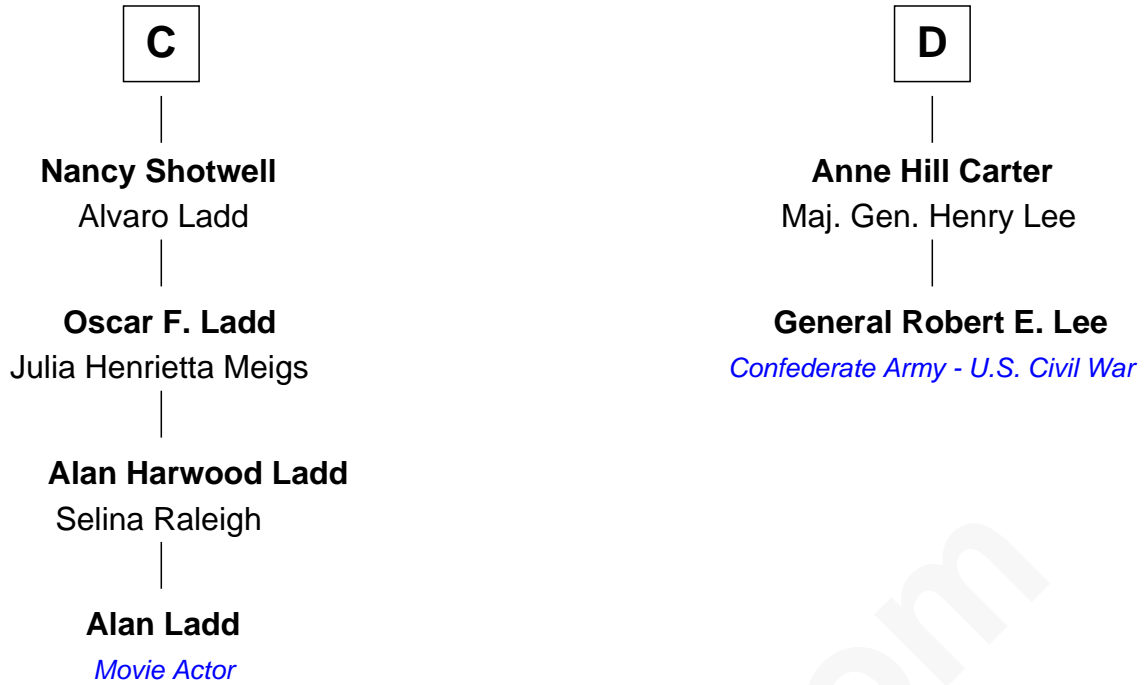 C
Nancy Shotwell
Alvaro Ladd
Oscar F. Ladd
Julia Henrietta Meigs
Alan Harwood Ladd
Selina Raleigh
Alan Ladd
Movie Actor
D
Anne Hill Carter
Maj. Gen. Henry Lee
General Robert E. Lee
Confederate Army - U.S. Civil War
om